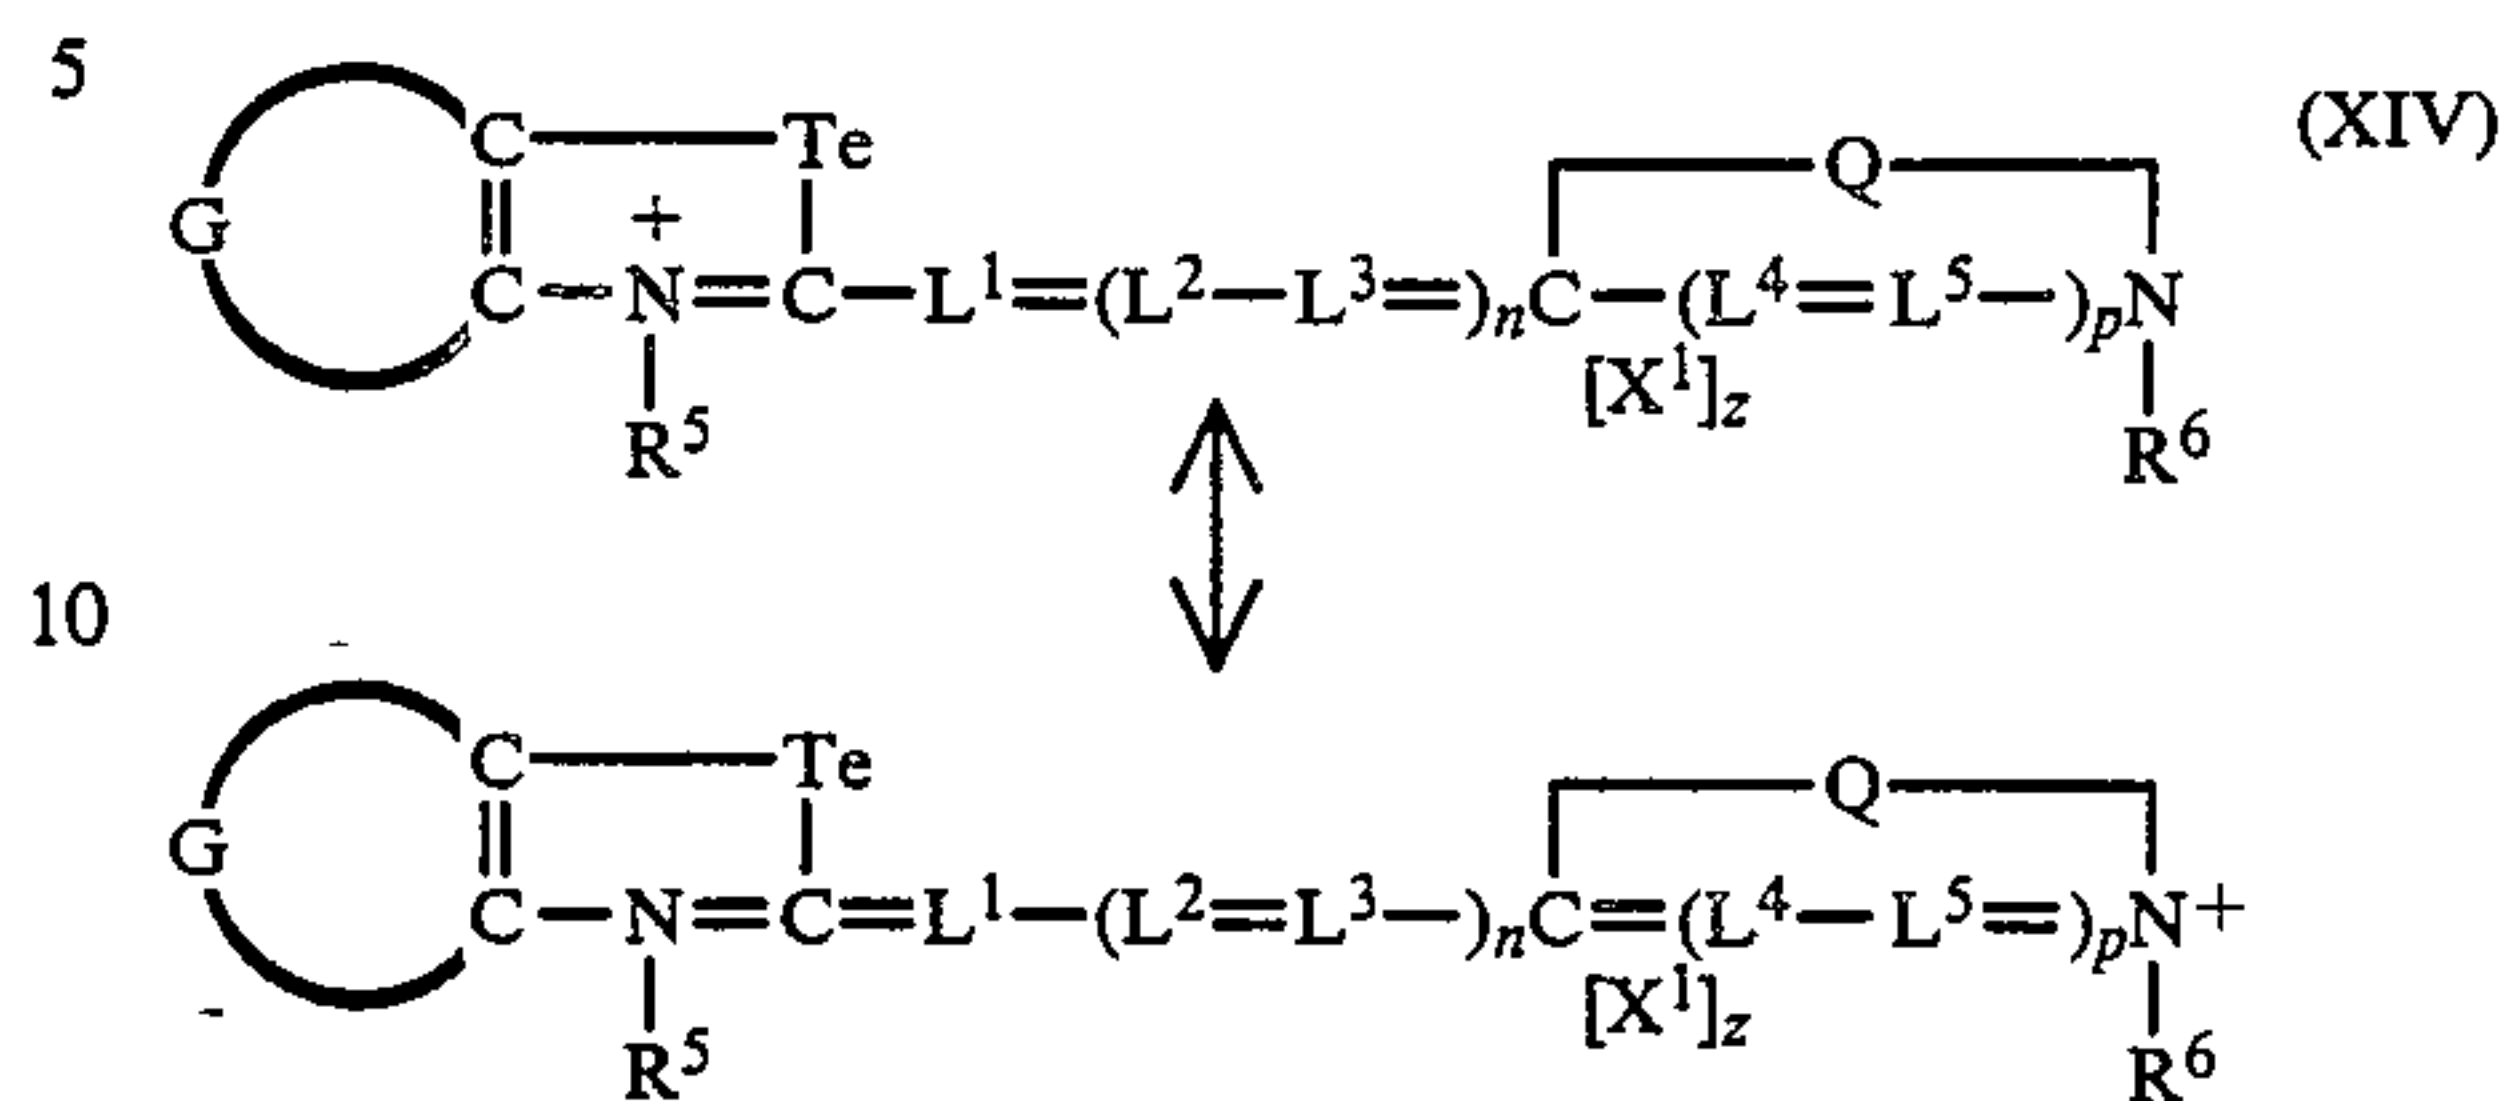 5
(XIV)
C—Te
Q
G
+
C—N=C—L¹=(L²—L³=)ₙC—(L⁴=L⁵—)ₚN
[X¹]z
R⁵
R⁶
10
C—Te
Q
G
C—N=C=L¹—(L²=L³—)ₙC=(L⁴—L⁵=)ₚN+
[X¹]z
R⁵
R⁶